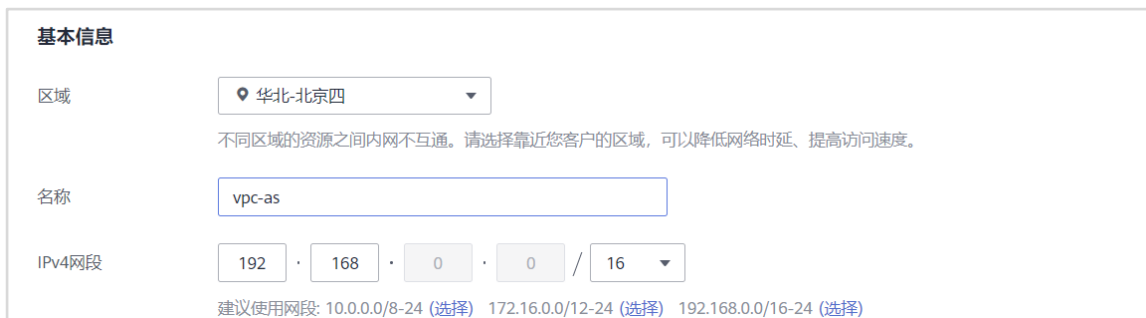 基本信息
区域 华北-北京四
不同区域的资源之间内网不互通。请选择靠近您客户的区域，可以降低网络时延、提高访问速度。
名称 vpc-as
IPv4网段 192 · 168 · 0 · 0 / 16
建议使用网段: 10.0.0.0/8-24 (选择) 172.16.0.0/12-24 (选择) 192.168.0.0/16-24 (选择)